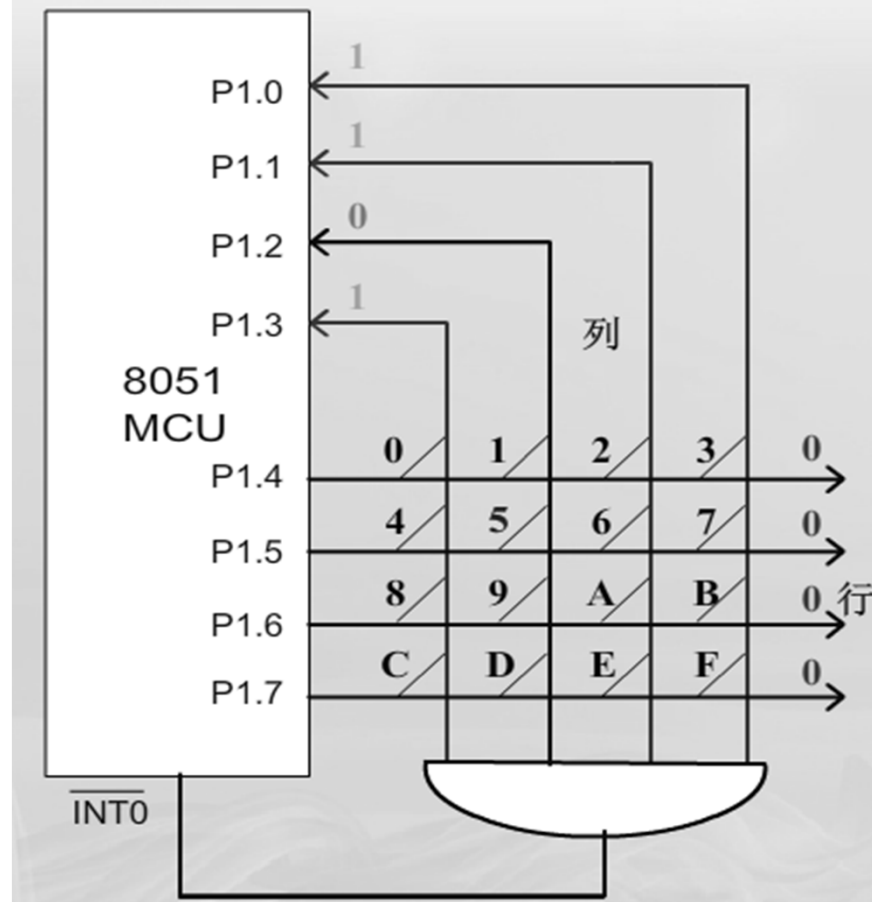 1
P1.0
1
P1.1
0
P1.2
1
P1.3
列
8051
MCU
0 1 2 3 0
P1.4
4 5 6 7 0
P1.5
8 9 A B 0 行
P1.6
C D E F 0
P1.7
INT0